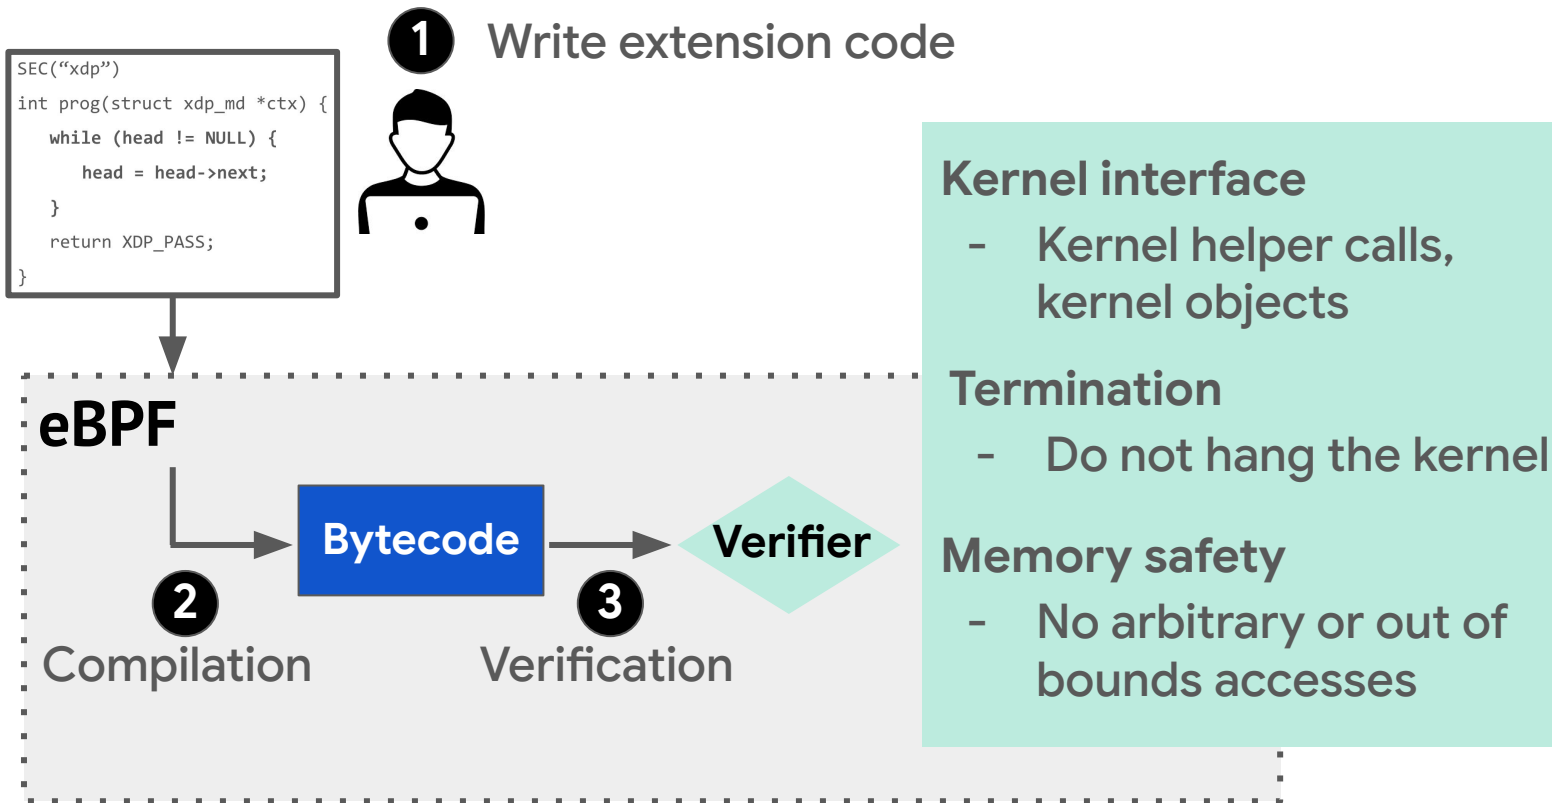 1 Write extension code
SEC(“xdp”)
int prog(struct xdp_md *ctx) {
while (head != NULL) {
head = head->next;
}
return XDP_PASS;
}
eBPF
Bytecode
Verifier
2
Compilation
3
Verification
Kernel interface
- Kernel helper calls,
kernel objects
Termination
- Do not hang the kernel
Memory safety
- No arbitrary or out of
bounds accesses